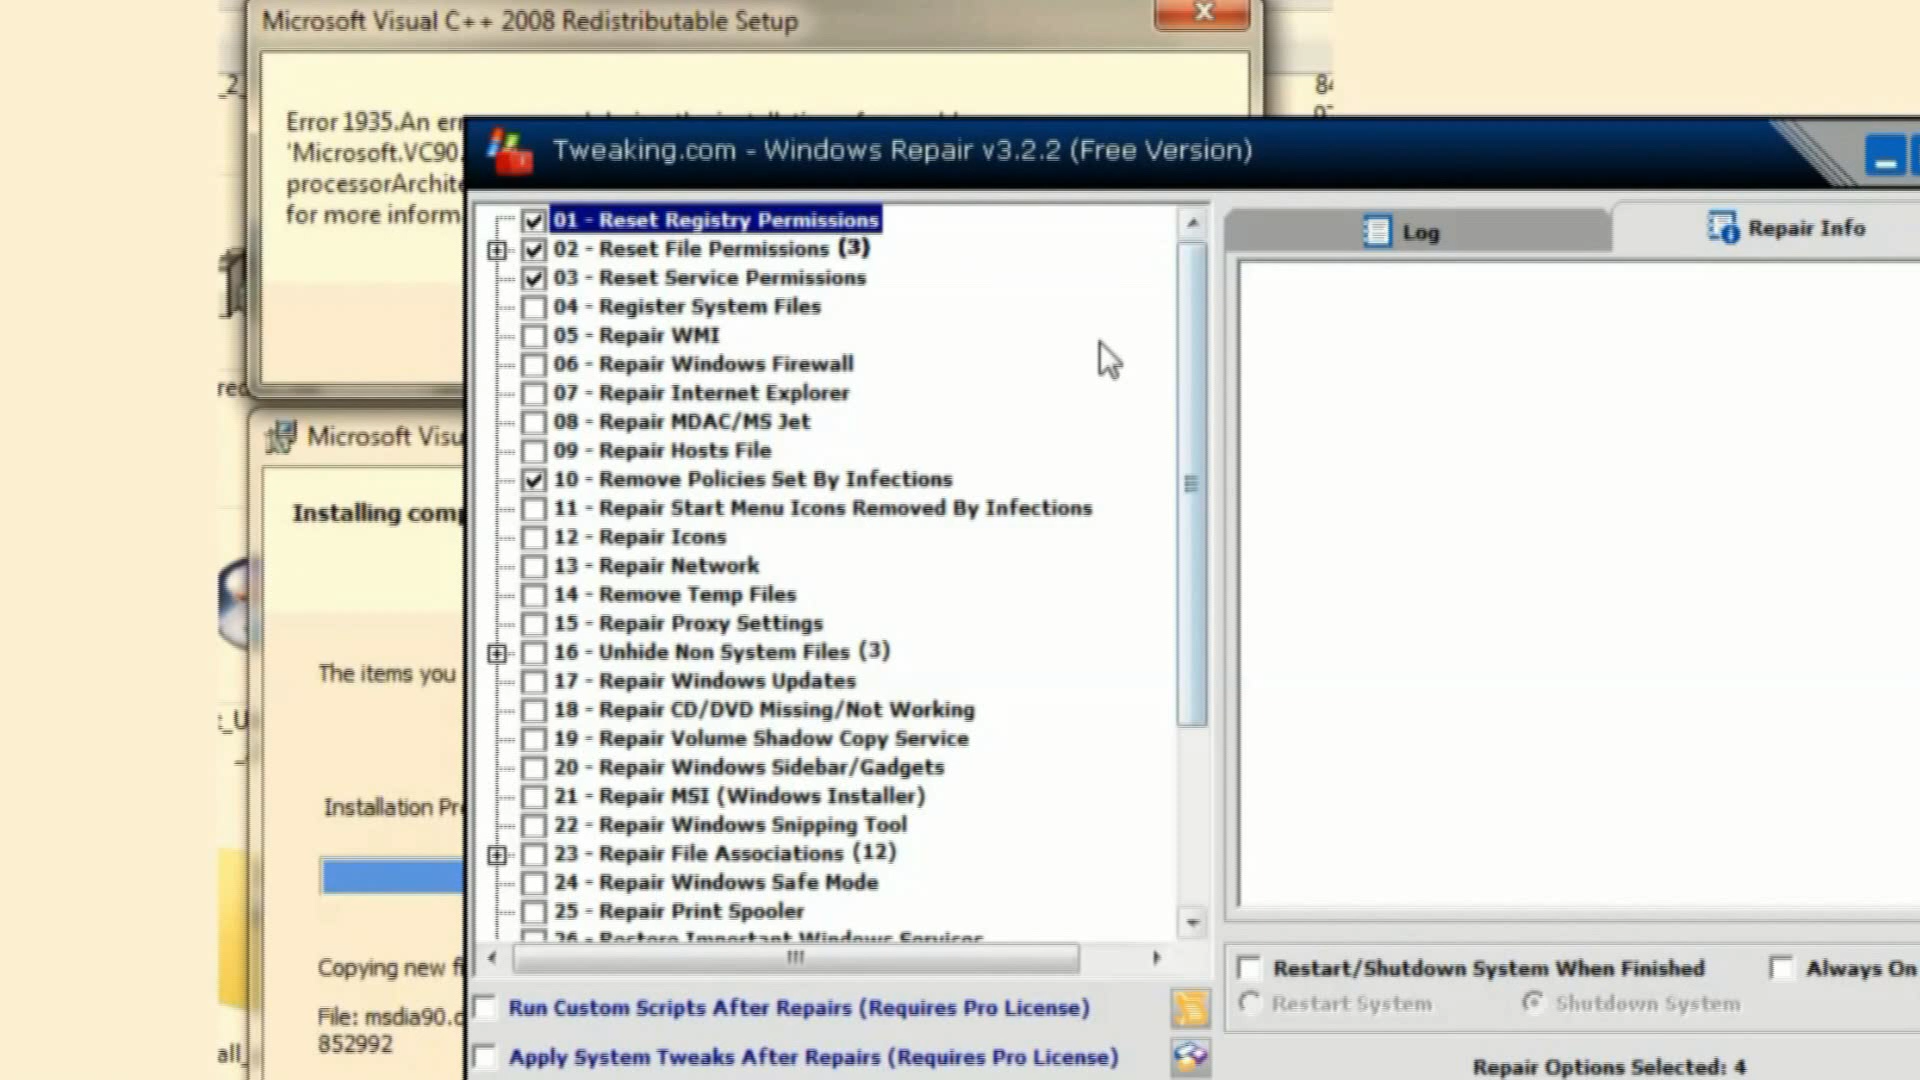 Microsoft Visual C++ 2008 Redistributable Setup
Error 1935.An
'Microsoft.VC90.
for more
Tweaking.com - Windows Repair v3.2.2 (Free Version)
01 - Reset Registry Permissions
02 - Reset File Permissions (3)
03 - Reset Service Permissions
04 - Register System Files
05 - Repair WMI
06 - Repair Windows Firewall
07 - Repair Internet Explorer
08 - Repair MDAC/MS Jet
09 - Repair Hosts File
10 - Remove Policies Set By Infections
11 - Repair Start Menu Icons Removed By Infections
12 - Repair Icons
13 - Repair Network
14 - Remove Temp Files
15 - Repair Proxy Settings
16 - Unhide Non System Files (3)
17 - Repair Windows Updates
18 - Repair CD/DVD Missing/Not Working
19 - Repair Volume Shadow Copy Service
20 - Repair Windows Sidebar/Gadgets
21 - Repair MSI (Windows Installer)
22 - Repair Windows Snipping Tool
23 - Repair File Associations (12)
24 - Repair Windows Safe Mode
25 - Repair Print Spooler
26 - Restore Important Windows Services
Run Custom Scripts After Repairs (Requires Pro License)
Apply System Tweaks After Repairs (Requires Pro License)
Log
Repair Info
Restart/Shutdown System When Finished
Always On
Restart System
Shutdown System
Repair Options Selected: 4
Microsoft
Installing
The items you
Installation
Copying new
File: msdia90.
852992